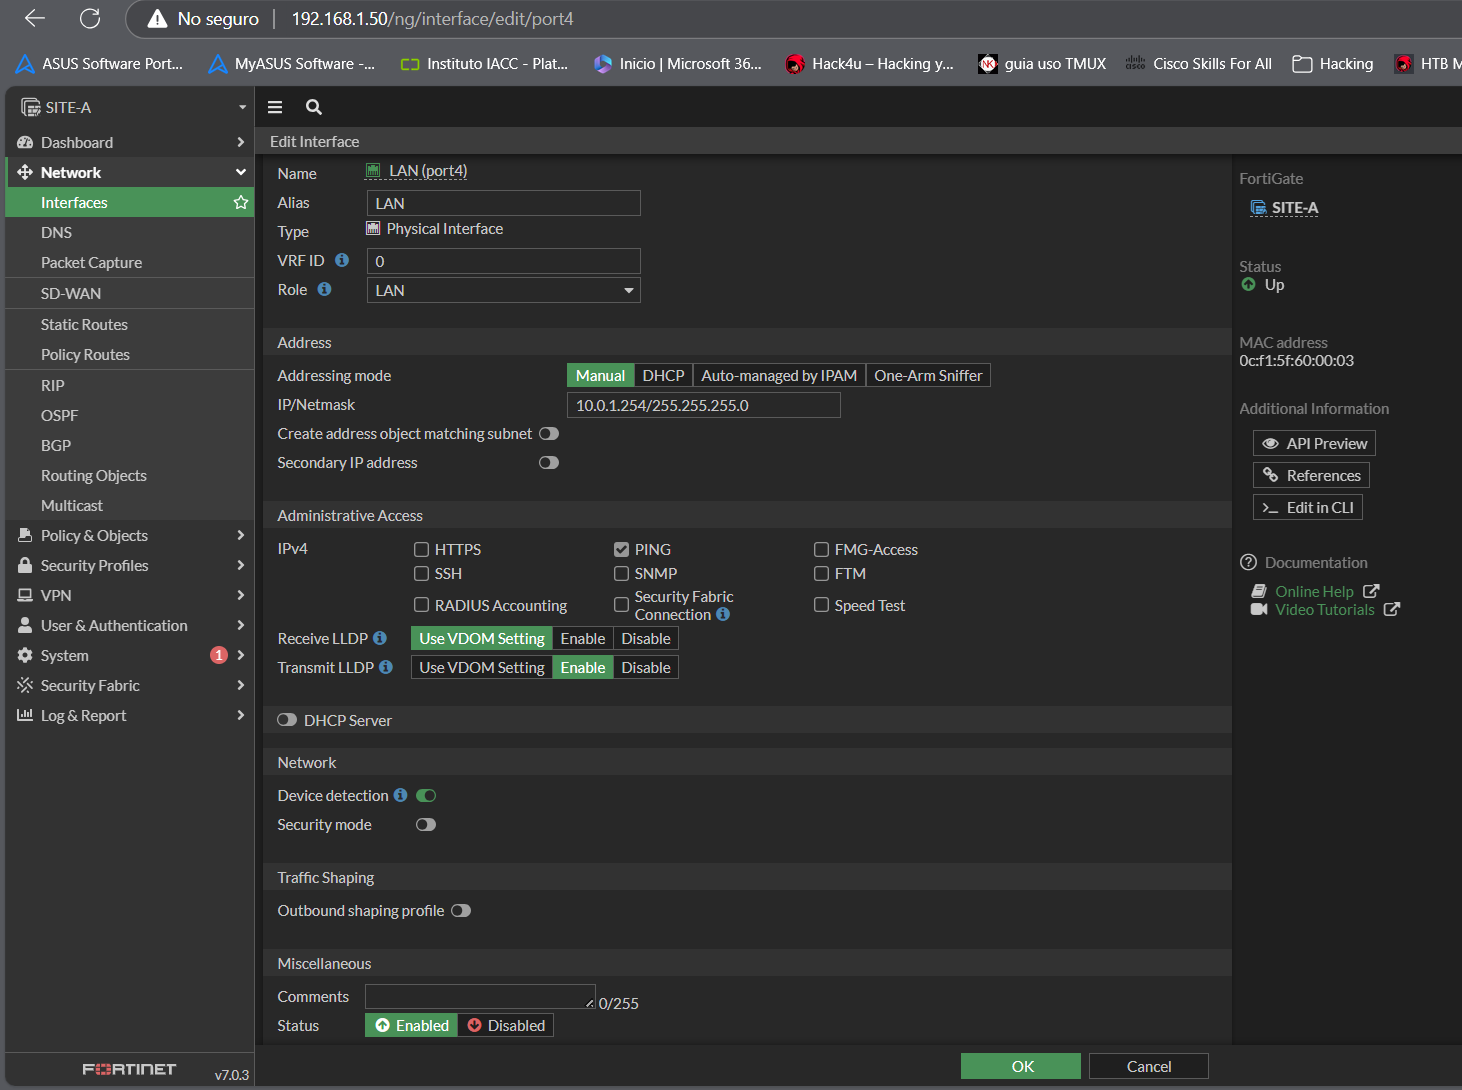 No seguro
192.168.1.50/ng/interface/edit/port4
ASUS Software Port...
MyASUS Software -...
Instituto IACC - Plat...
Inicio | Microsoft 36...
Hack4u – Hacking y...
guia uso TMUX
Cisco Skills For All
Hacking
HTB M
SITE-A
Dashboard
Network
Interfaces
DNS
Packet Capture
SD-WAN
Static Routes
Policy Routes
RIP
OSPF
BGP
Routing Objects
Multicast
Policy & Objects
Security Profiles
VPN
User & Authentication
System 1
Security Fabric
Log & Report
FORTINET
v7.0.3
Edit Interface
Name LAN (port4)
Alias LAN
Type Physical Interface
VRF ID 0
Role LAN
Address
Addressing mode Manual DHCP Auto-managed by IPAM One-Arm Sniffer
IP/Netmask 10.0.1.254/255.255.255.0
Create address object matching subnet
Secondary IP address
Administrative Access
IPv4 HTTPS PING FMG-Access
SSH SNMP FTM
RADIUS Accounting Security Fabric Connection Speed Test
Receive LLDP Use VDOM Setting Enable Disable
Transmit LLDP Use VDOM Setting Enable Disable
DHCP Server
Network
Device detection
Security mode
Traffic Shaping
Outbound shaping profile
Miscellaneous
Comments 0/255
Status Enabled Disabled
OK Cancel
FortiGate
SITE-A
Status
Up
MAC address
0c:f1:5f:60:00:03
Additional Information
API Preview
References
>_ Edit in CLI
Documentation
Online Help
Video Tutorials